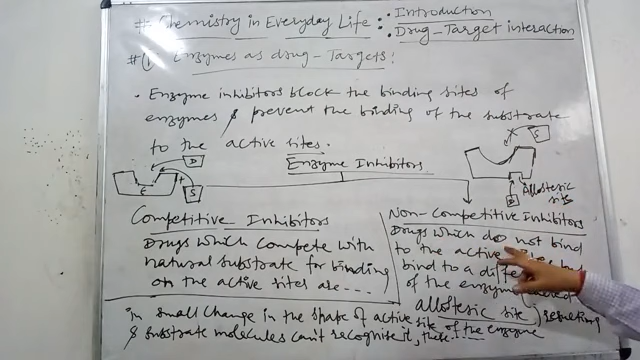 # Chemistry in Everyday Life : Introduction
: Drug-Target interaction
# (1) Enzymes as drug-Targets:
• Enzyme inhibitors block the binding sites of
enzymes & prevent the binding of the substrate
to the active sites.
Enzyme Inhibitors
D
E
S
S
D
Allosteric site
Competitive Inhibitors
Drugs which compete with
natural substrate for binding
on the active sites are ....
Non-Competitive Inhibitors
Drugs which do not bind
to the active
bind to a
of the enzyme
allosteric site) resulting
in small change in the shape of active site of the enzyme
& substrate molecules can't recognise it, these ....